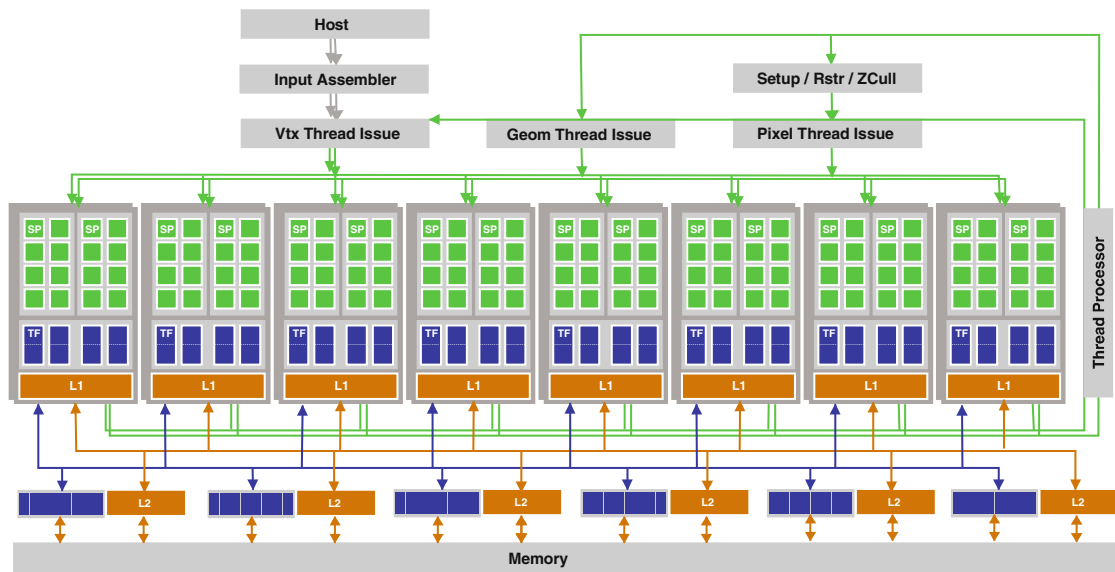 Host
Input Assembler
Setup / Rstr / ZCull
Vtx Thread Issue
Geom Thread Issue
Pixel Thread Issue
SP SP SP SP SP SP SP SP SP SP SP SP SP SP SP SP
Thread Processor
TF TF TF TF TF TF TF TF
L1 L1 L1 L1 L1 L1 L1 L1
L2 L2 L2 L2 L2 L2
Memory